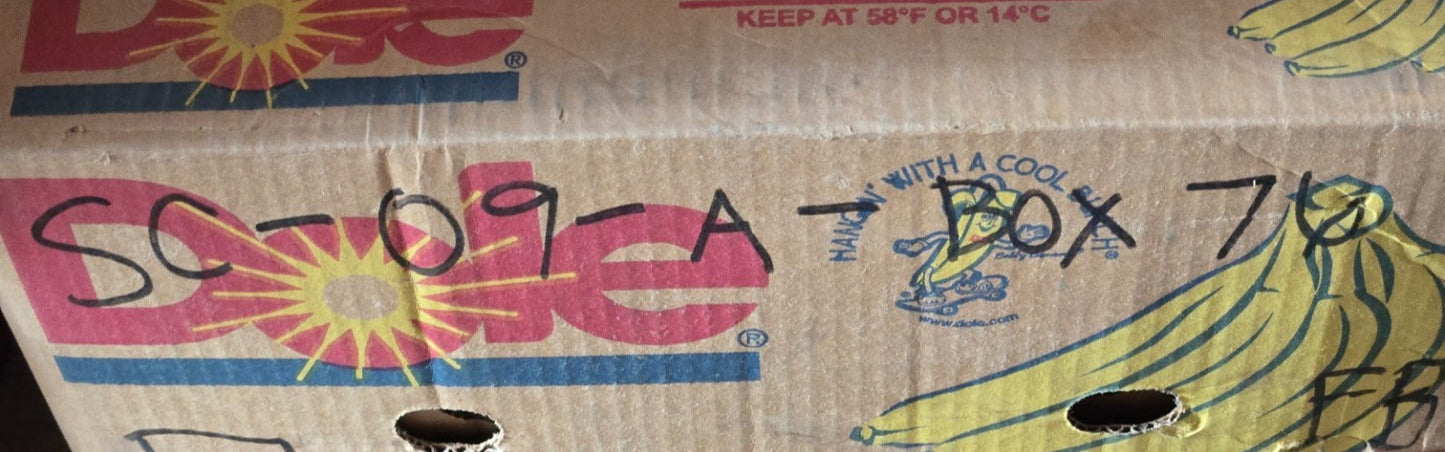 Dole®
KEEP AT 58°F OR 14°C
Dole®
SC-09-A-BOX 76
HANGIN' WITH A COOL BUNCH®
www.dole.com